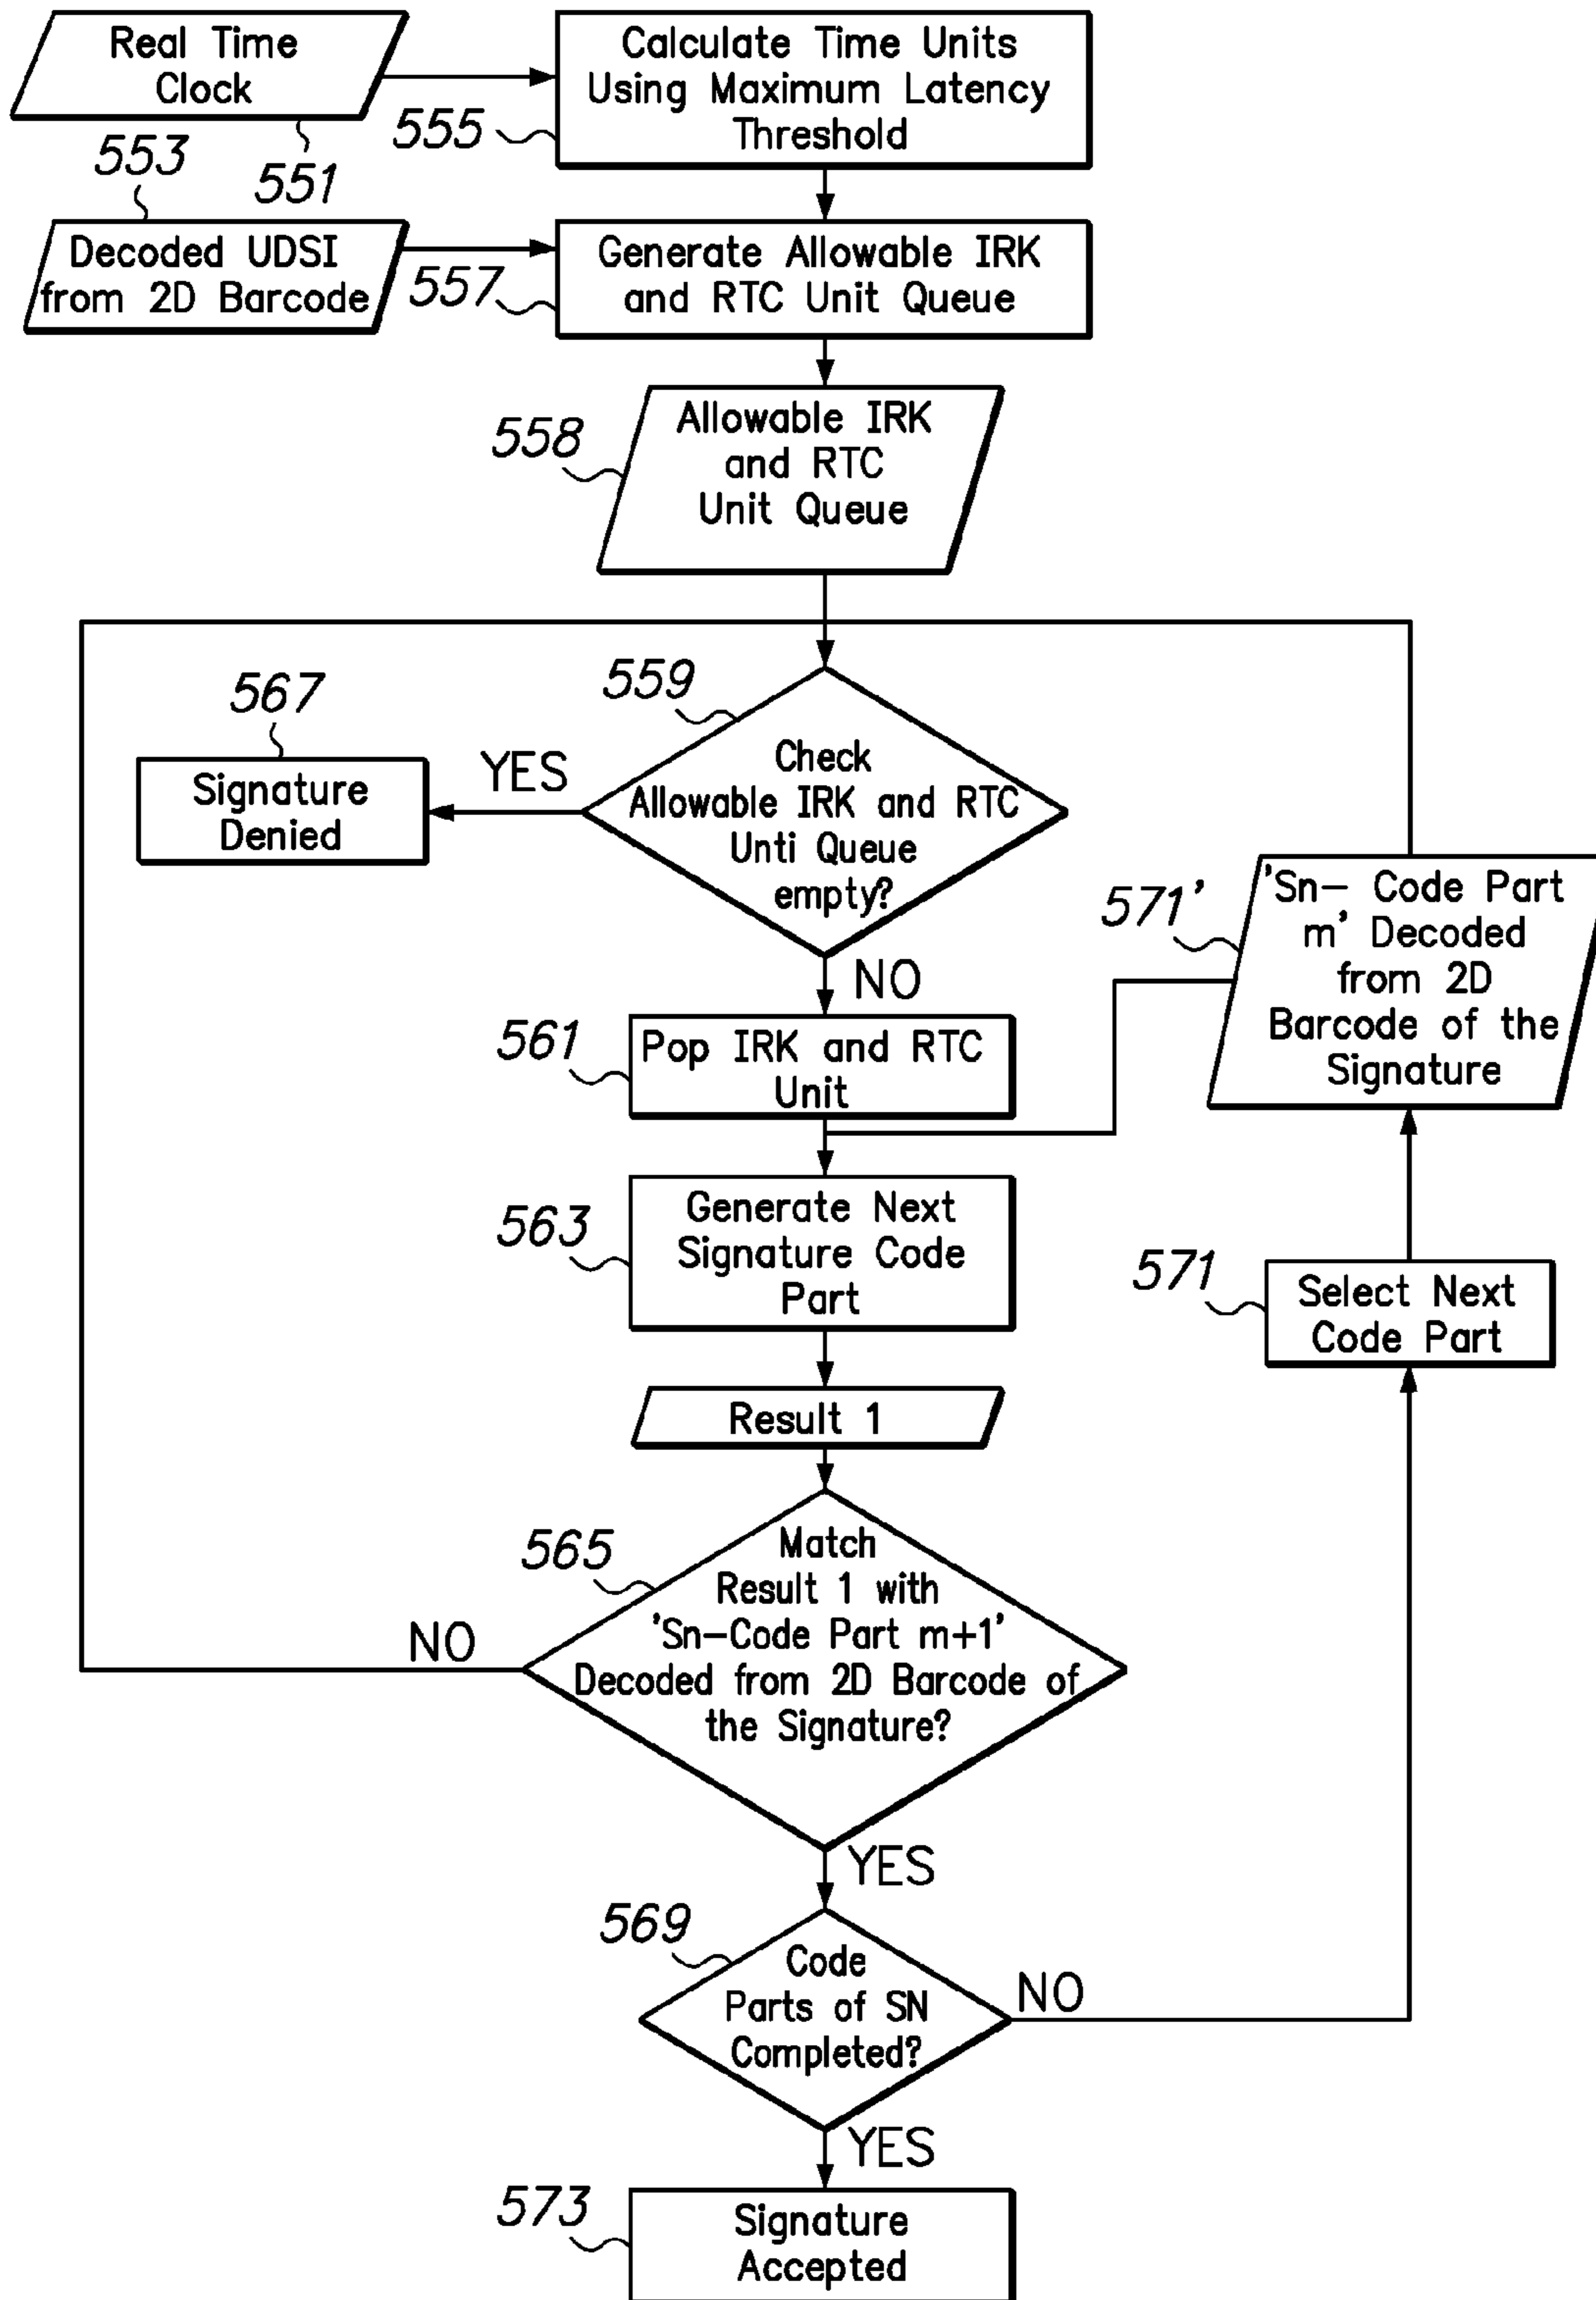 Real Time
Clock
551
Calculate Time Units
Using Maximum Latency
Threshold
555
553
Decoded UDSI
from 2D Barcode
557
Generate Allowable IRK
and RTC Unit Queue
558
Allowable IRK
and RTC
Unit Queue
559
Check
Allowable IRK and RTC
Unti Queue
empty?
YES
567
Signature
Denied
NO
561
Pop IRK and RTC
Unit
571'
'Sn- Code Part
m' Decoded
from 2D
Barcode of the
Signature
563
Generate Next
Signature Code
Part
571
Select Next
Code Part
Result 1
565
Match
Result 1 with
'Sn-Code Part m+1'
Decoded from 2D Barcode of
the Signature?
NO
YES
569
Code
Parts of SN
Completed?
NO
YES
573
Signature
Accepted